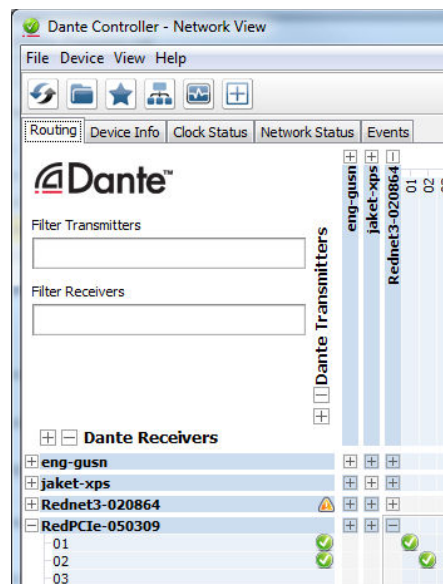 Dante Controller - Network View
File Device View Help
Routing Device Info Clock Status Network Status Events
Dante™
Filter Transmitters
Filter Receivers
Dante Transmitters
eng-gusn
jaket-xps
Rednet3-020864
01
02
Dante Receivers
eng-gusn
jaket-xps
Rednet3-020864
RedPCIe-050309
01
02
03